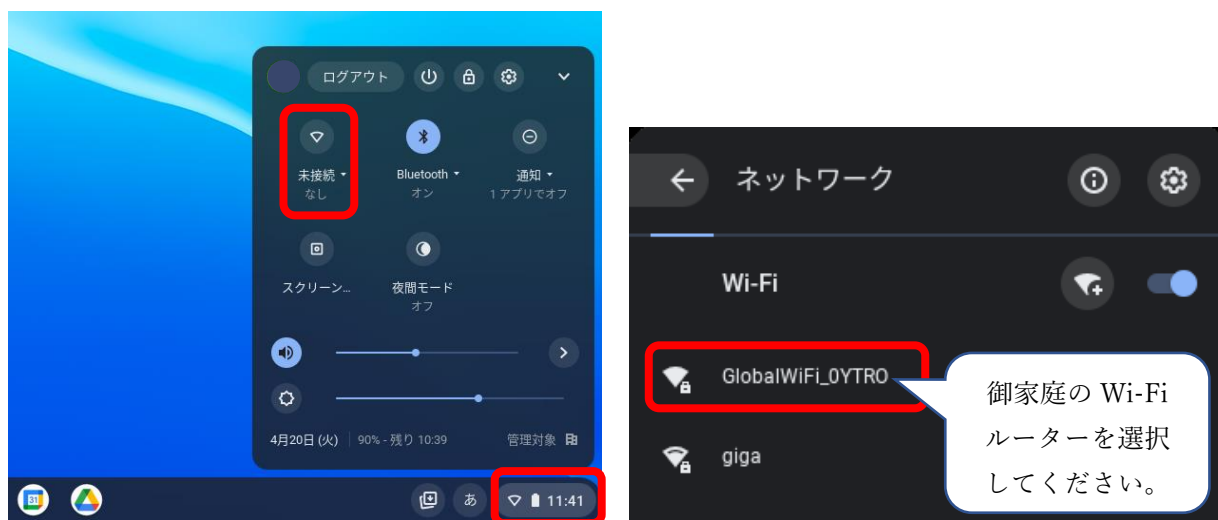 ログアウト
未接続
なし
Bluetooth
オン
通知
1 アプリでオフ
スクリーン…
夜間モード
オフ
4月20日 (火)
90% - 残り 10:39
管理対象
31
あ
11:41
ネットワーク
Wi-Fi
GlobalWiFi_0YTR0
giga
御家庭の Wi-Fi
ルーターを選択
してください。